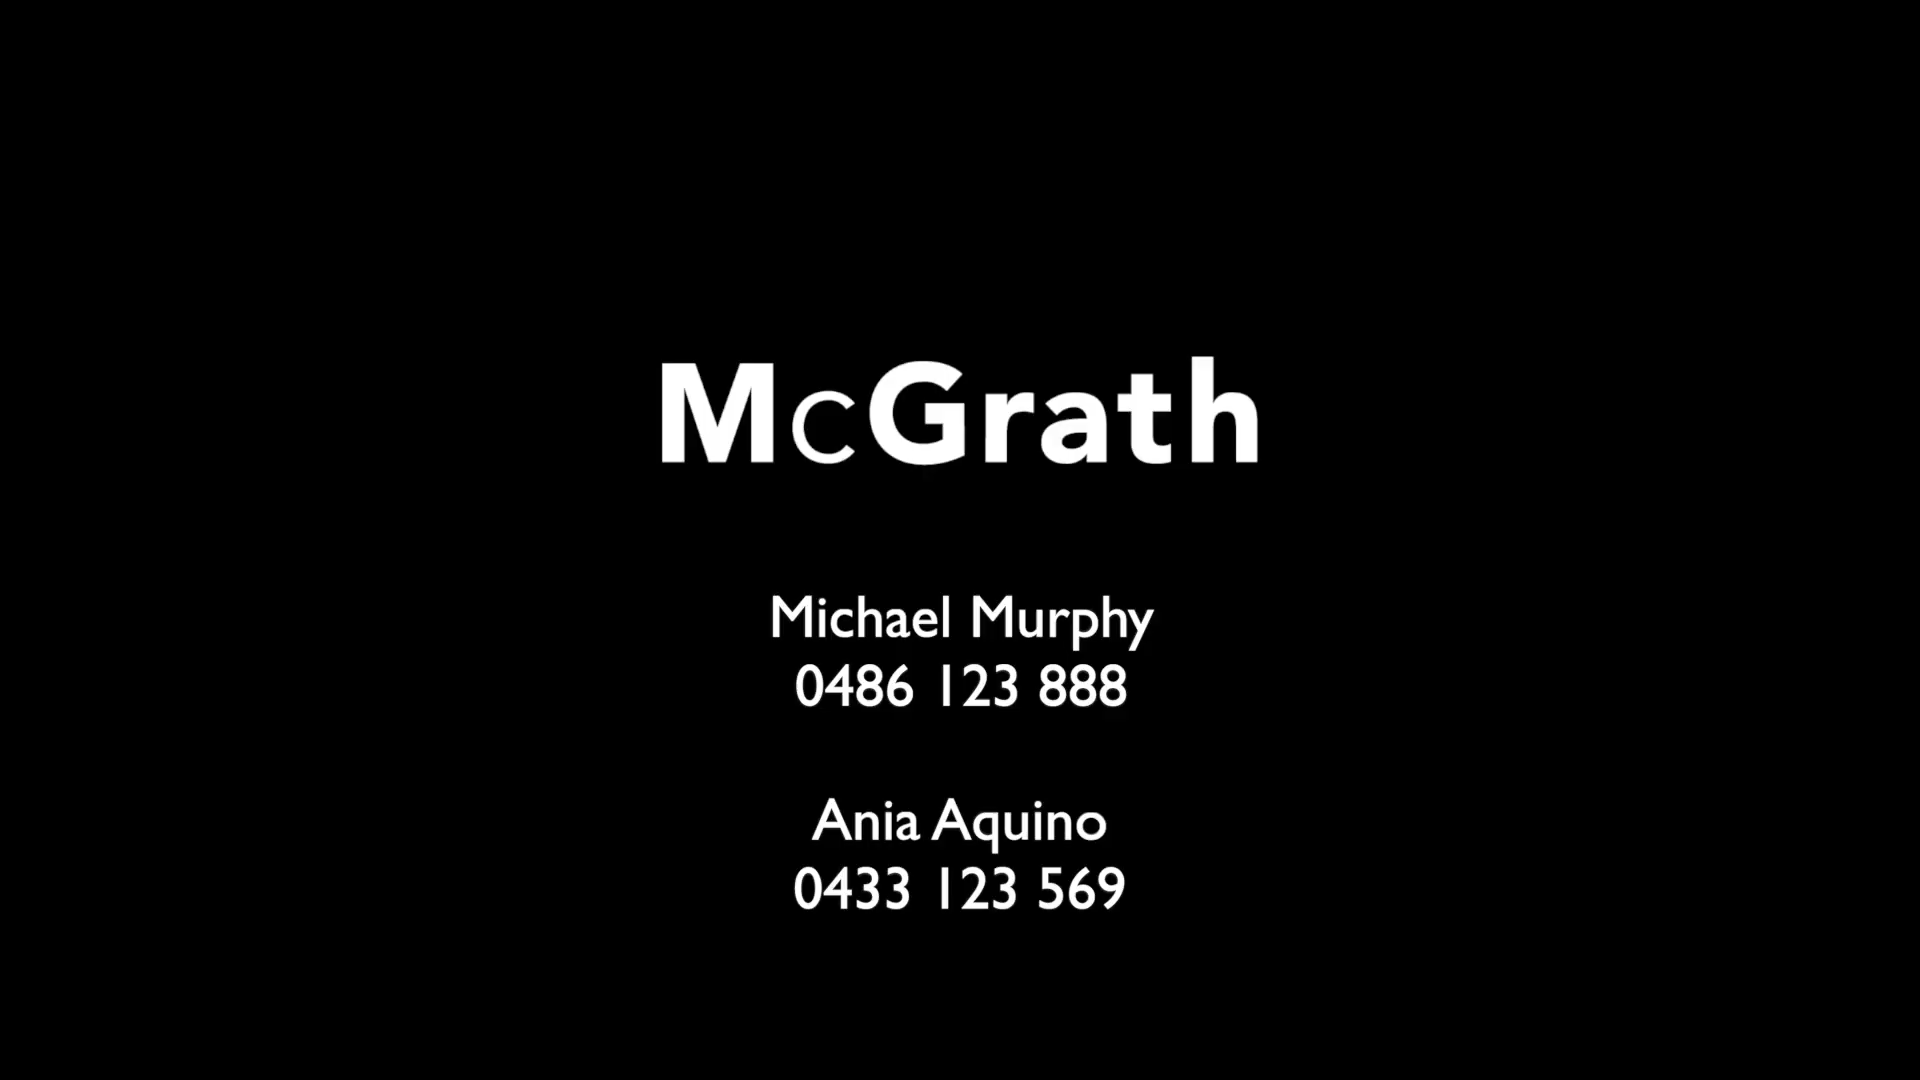 McGrath
Michael Murphy
0486 123 888
Ania Aquino
0433 123 569